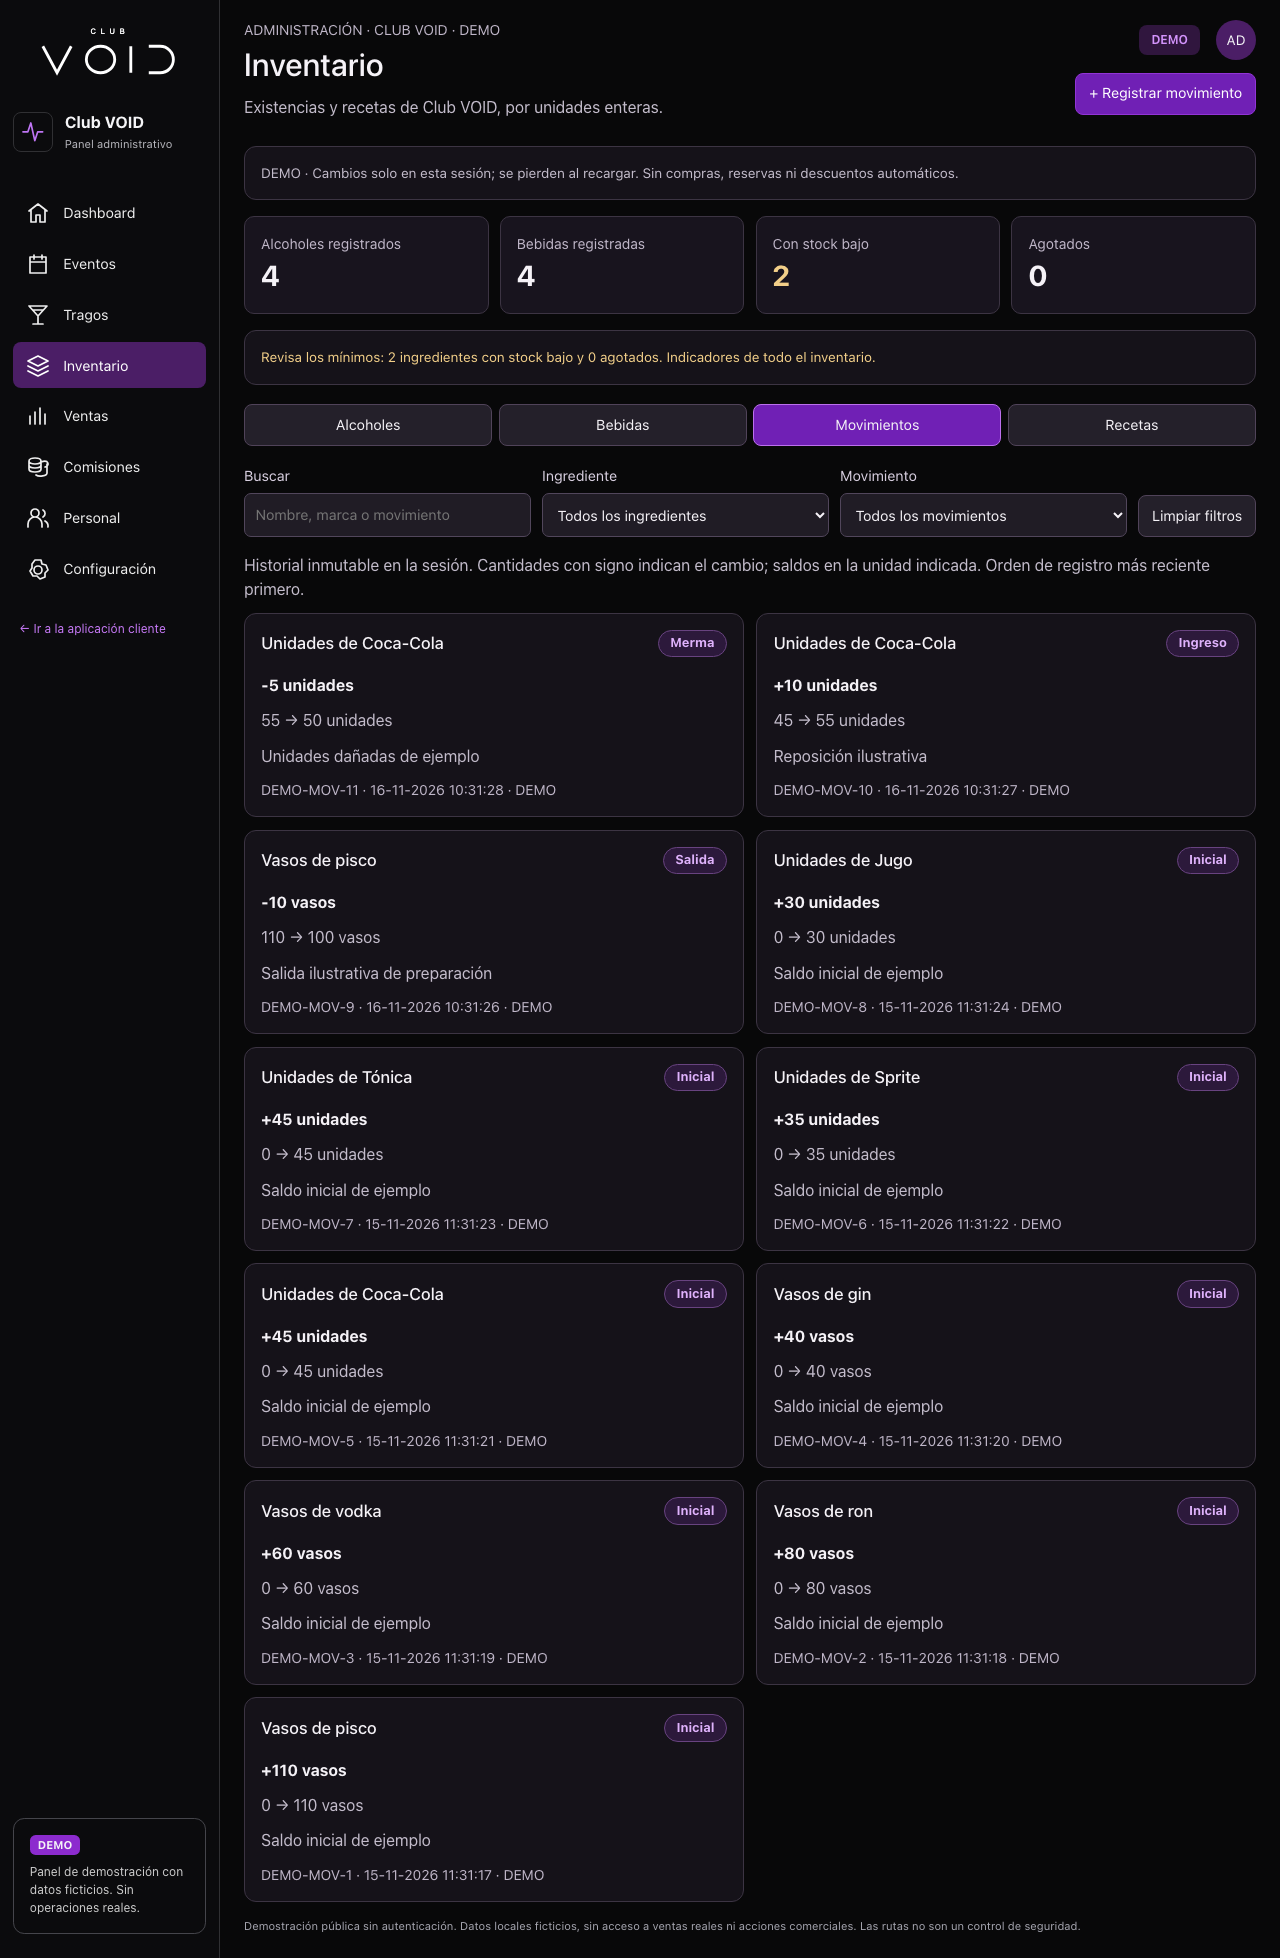 CLUB
VOID
Club VOID
Panel administrativo
Dashboard
Eventos
Tragos
Inventario
Ventas
Comisiones
Personal
Configuración
← Ir a la aplicación cliente
DEMO
Panel de demostración con
datos ficticios. Sin
operaciones reales.
ADMINISTRACIÓN · CLUB VOID · DEMO
Inventario
Existencias y recetas de Club VOID, por unidades enteras.
DEMO
AD
+ Registrar movimiento
DEMO · Cambios solo en esta sesión; se pierden al recargar. Sin compras, reservas ni descuentos automáticos.
Alcoholes registrados
4
Bebidas registradas
4
Con stock bajo
2
Agotados
0
Revisa los mínimos: 2 ingredientes con stock bajo y 0 agotados. Indicadores de todo el inventario.
Alcoholes
Bebidas
Movimientos
Recetas
Buscar
Nombre, marca o movimiento
Ingrediente
Todos los ingredientes
Movimiento
Todos los movimientos
Limpiar filtros
Historial inmutable en la sesión. Cantidades con signo indican el cambio; saldos en la unidad indicada. Orden de registro más reciente
primero.
Unidades de Coca-Cola
Merma
-5 unidades
55 → 50 unidades
Unidades dañadas de ejemplo
DEMO-MOV-11 · 16-11-2026 10:31:28 · DEMO
Unidades de Coca-Cola
Ingreso
+10 unidades
45 → 55 unidades
Reposición ilustrativa
DEMO-MOV-10 · 16-11-2026 10:31:27 · DEMO
Vasos de pisco
Salida
-10 vasos
110 → 100 vasos
Salida ilustrativa de preparación
DEMO-MOV-9 · 16-11-2026 10:31:26 · DEMO
Unidades de Jugo
Inicial
+30 unidades
0 → 30 unidades
Saldo inicial de ejemplo
DEMO-MOV-8 · 15-11-2026 11:31:24 · DEMO
Unidades de Tónica
Inicial
+45 unidades
0 → 45 unidades
Saldo inicial de ejemplo
DEMO-MOV-7 · 15-11-2026 11:31:23 · DEMO
Unidades de Sprite
Inicial
+35 unidades
0 → 35 unidades
Saldo inicial de ejemplo
DEMO-MOV-6 · 15-11-2026 11:31:22 · DEMO
Unidades de Coca-Cola
Inicial
+45 unidades
0 → 45 unidades
Saldo inicial de ejemplo
DEMO-MOV-5 · 15-11-2026 11:31:21 · DEMO
Vasos de gin
Inicial
+40 vasos
0 → 40 vasos
Saldo inicial de ejemplo
DEMO-MOV-4 · 15-11-2026 11:31:20 · DEMO
Vasos de vodka
Inicial
+60 vasos
0 → 60 vasos
Saldo inicial de ejemplo
DEMO-MOV-3 · 15-11-2026 11:31:19 · DEMO
Vasos de ron
Inicial
+80 vasos
0 → 80 vasos
Saldo inicial de ejemplo
DEMO-MOV-2 · 15-11-2026 11:31:18 · DEMO
Vasos de pisco
Inicial
+110 vasos
0 → 110 vasos
Saldo inicial de ejemplo
DEMO-MOV-1 · 15-11-2026 11:31:17 · DEMO
Demostración pública sin autenticación. Datos locales ficticios, sin acceso a ventas reales ni acciones comerciales. Las rutas no son un control de seguridad.